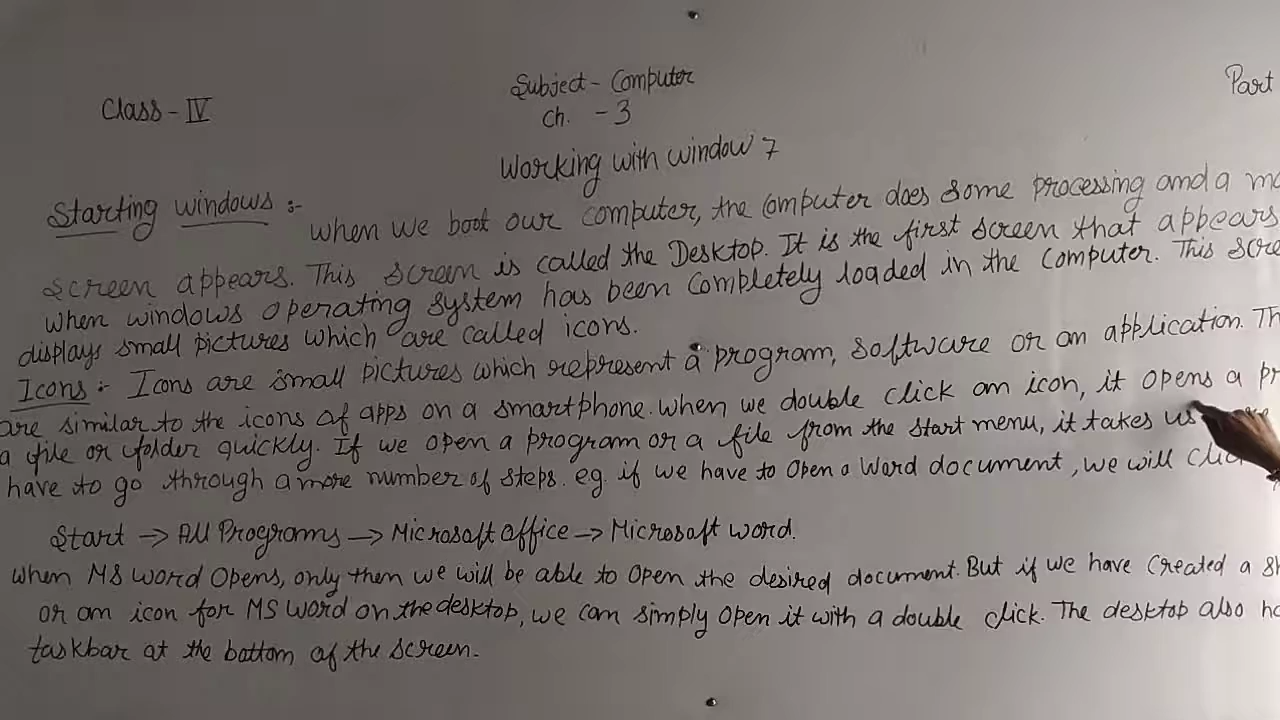 Subject - Computer
Class - IV
Part
Ch. - 3
Working with window 7
Starting windows :- When we boot our computer, the computer does some processing and a
screen appears. This screen is called the Desktop. It is the first screen that appears
when windows operating system has been completely loaded in the computer. This
displays small pictures which are called icons.
Icons :- Icons are small pictures which represent a program, software or an application.
are similar to the icons of apps on a smartphone. When we double click an icon, it opens a
a file or folder quickly. If we open a program or a file from the start menu, it takes us
have to go through a more number of steps. eg. if we have to open a Word document, we will
Start → All Programs → Microsoft office → Microsoft word.
When MS word opens, only then we will be able to open the desired document. But if we have created a
or an icon for MS word on the desktop, we can simply open it with a double click. The desktop also
taskbar at the bottom of the screen.